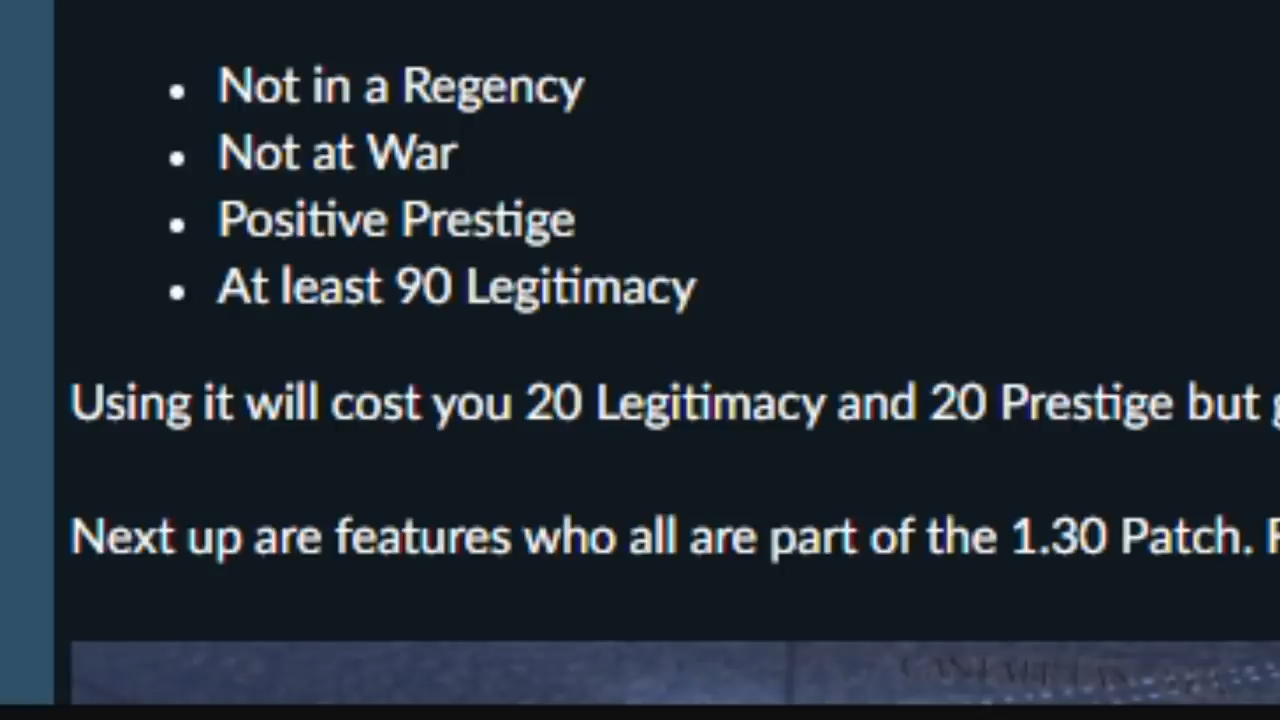 Not in a Regency
Not at War
Positive Prestige
At least 90 Legitimacy
Using it will cost you 20 Legitimacy and 20 Prestige but
Next up are features who all are part of the 1.30 Patch.